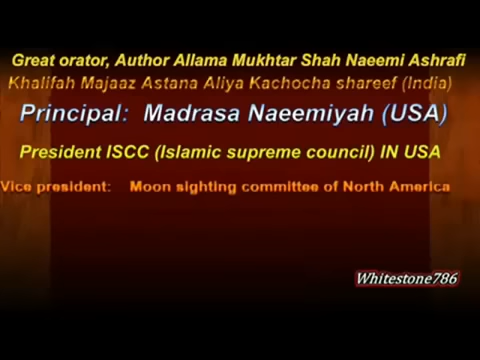 Great orator, Author Allama Mukhtar Shah Naeemi Ashrafi
Khalifah Majaaz Astana Aliya Kachocha shareef (India)
Principal: Madrasa Naeemiyah (USA)
President ISCC (Islamic supreme council) IN USA
Vice president: Moon sighting committee of North America
Whitestone786